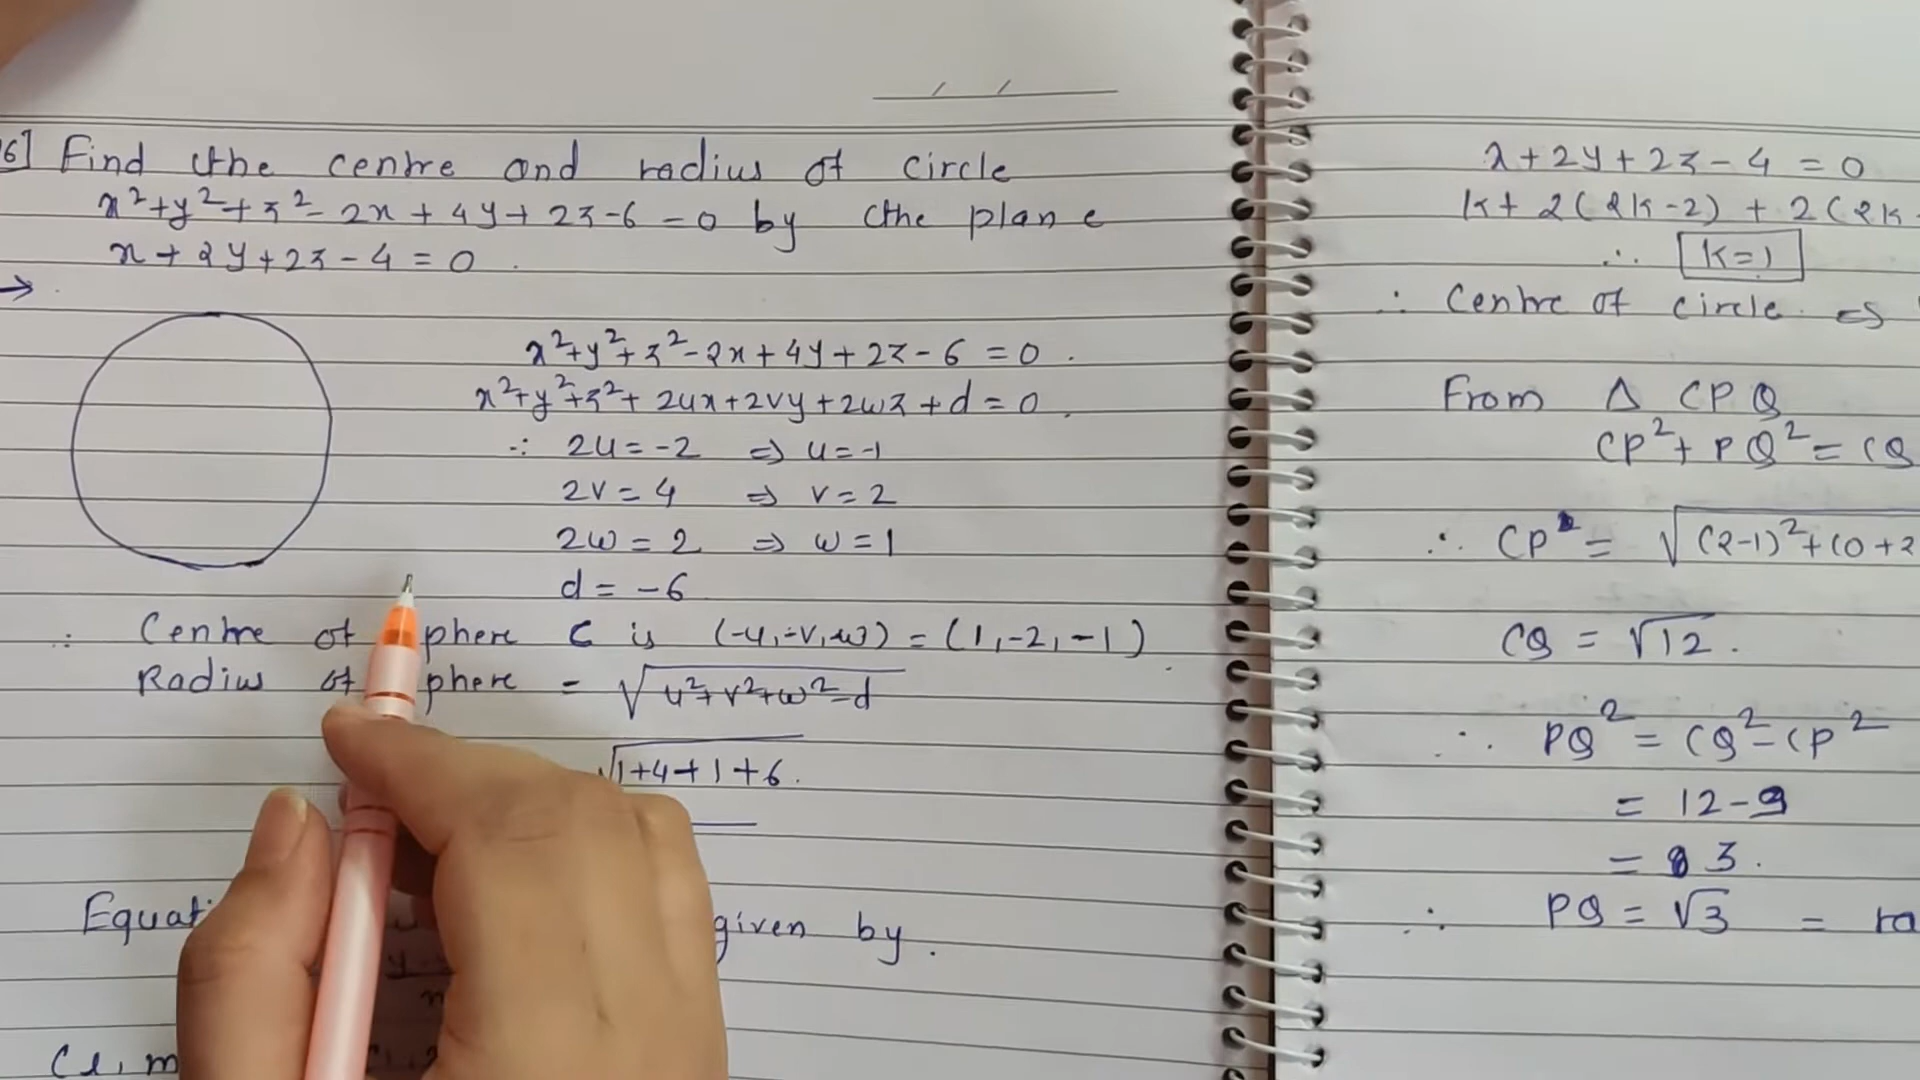 6] Find the centre and radius of circle
x²+y²+z²-2x+4y+2z-6=0 by the plane
x+2y+2z-4=0.
→
x²+y²+z²-2x+4y+2z-6=0.
x²+y²+z²+2ux+2vy+2wz+d=0.
∴ 2u=-2 ⇒ u=-1
2v=4 ⇒ v=2
2w=2 ⇒ w=1
d=-6
∴ Centre of phere C is (-u,-v,-w)=(1,-2,-1).
Radius of phere = √u²+v²+w²-d
√1+4+1+6.
Equati given by.
(l,m
x+2y+2z-4=0
k+2(2k-2)+2(2k
∴ k=1
∴ Centre of circle ⇒
From Δ CPQ
CP²+PQ²=CQ
∴ CP²=√(2-1)²+(0+2
CQ=√12.
∴ PQ²=CQ²-CP²
=12-9
=3.
∴ PQ=√3 = ra